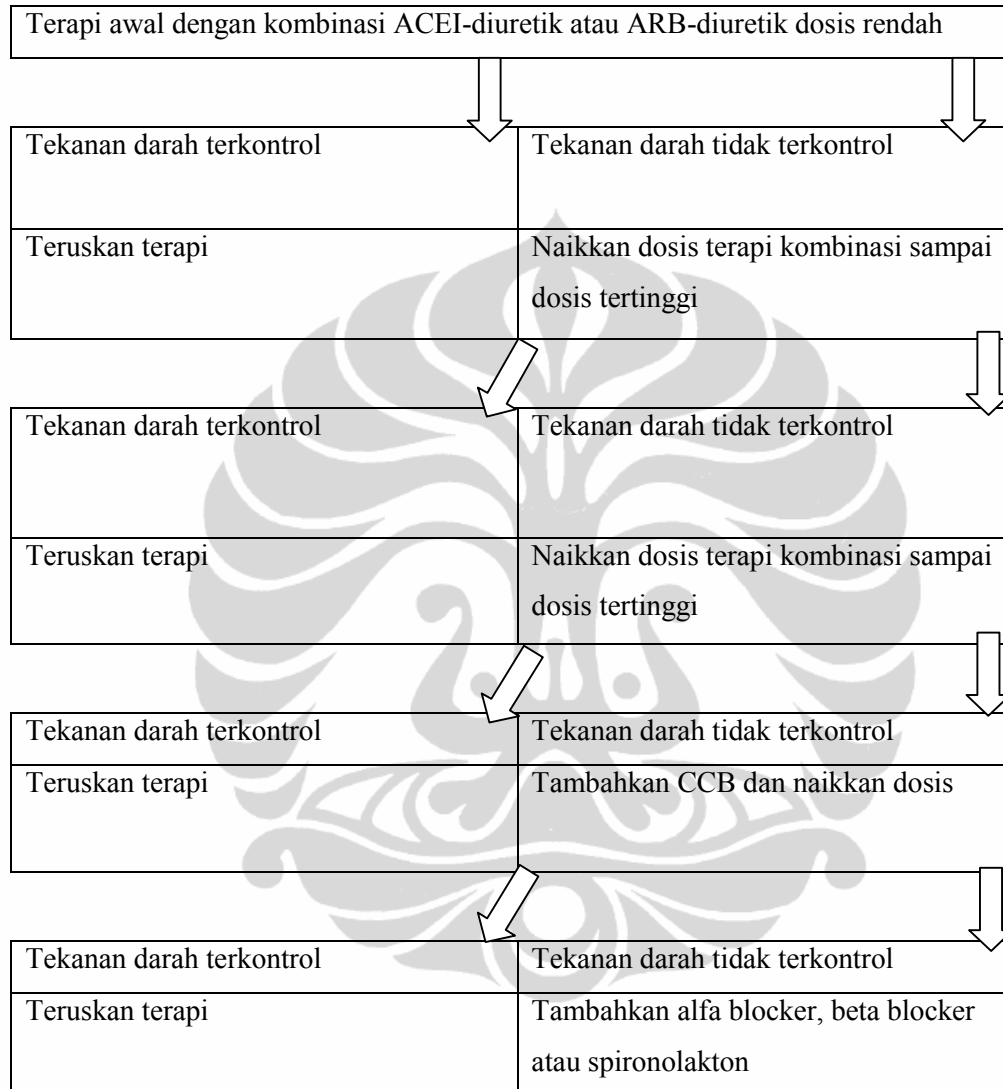 Terapi awal dengan kombinasi ACEI-diuretik atau ARB-diuretik dosis rendah
Tekanan darah terkontrol
Tekanan darah tidak terkontrol
Teruskan terapi
Naikkan dosis terapi kombinasi sampai
dosis tertinggi
Tekanan darah terkontrol
Tekanan darah tidak terkontrol
Teruskan terapi
Naikkan dosis terapi kombinasi sampai
dosis tertinggi
Tekanan darah terkontrol
Tekanan darah tidak terkontrol
Teruskan terapi
Tambahkan CCB dan naikkan dosis
Tekanan darah terkontrol
Tekanan darah tidak terkontrol
Teruskan terapi
Tambahkan alfa blocker, beta blocker
atau spironolakton